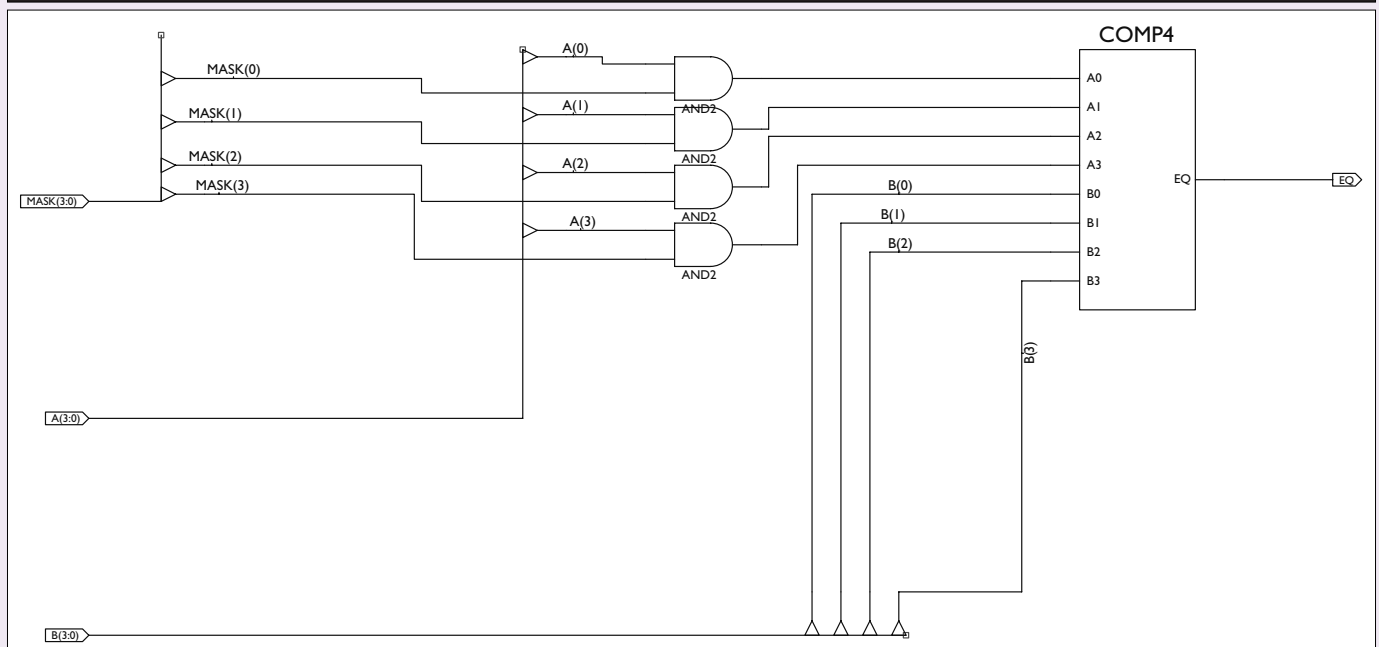 COMP4
A(0)
MASK(0)
A0
AND2
A(1)
A1
MASK(1)
A2
AND2
MASK(2)
A(2)
A3
EQ
EQ
MASK(3)
B(0)
B0
MASK(3:0)
AND2
A(3)
B(1)
B1
B(2)
B2
AND2
B3
B(3)
A(3:0)
B(3:0)